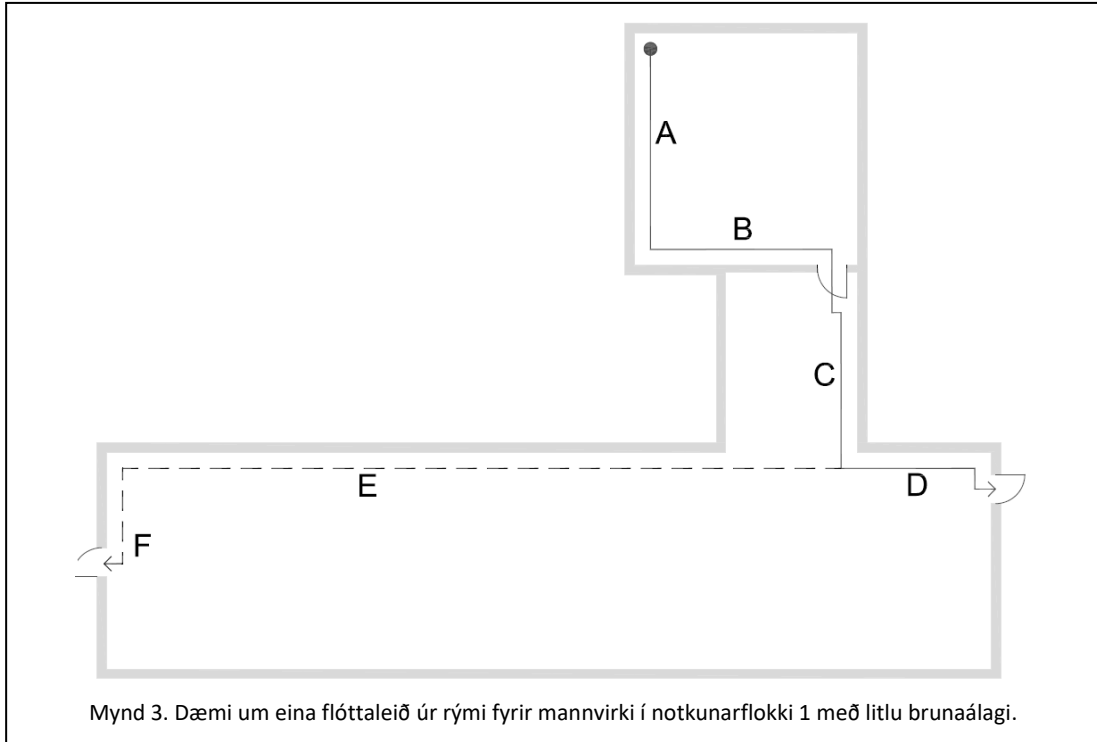 A
B
C
D
E
F
Mynd 3. Dæmi um eina flóttaleið úr rými fyrir mannvirki í notkunarflokki 1 með litlu brunaálagi.